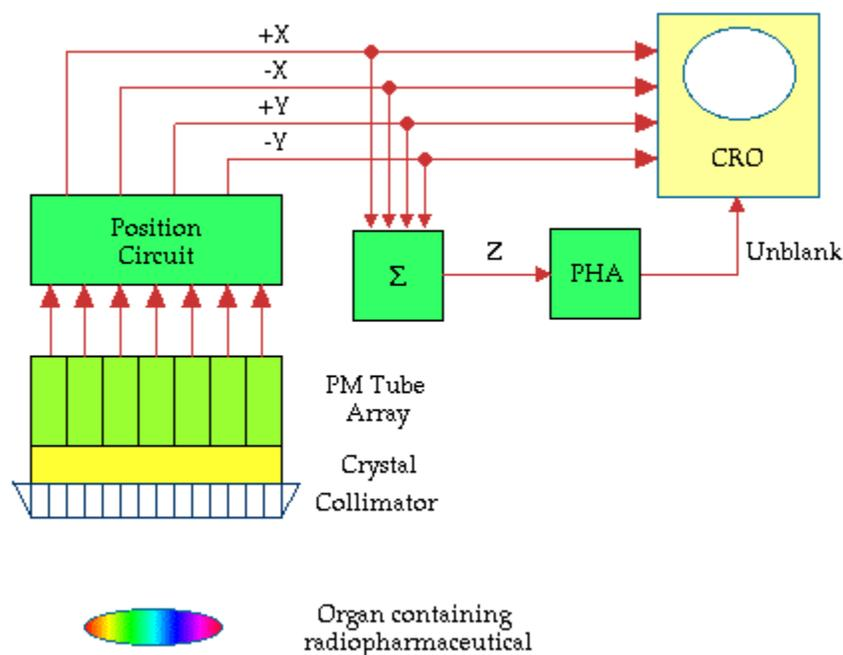 +X
-X
+Y
-Y
CRO
Position
Circuit
Σ
Z
PHA
Unblank
PM Tube
Array
Crystal
Collimator
Organ containing
radiopharmaceutical